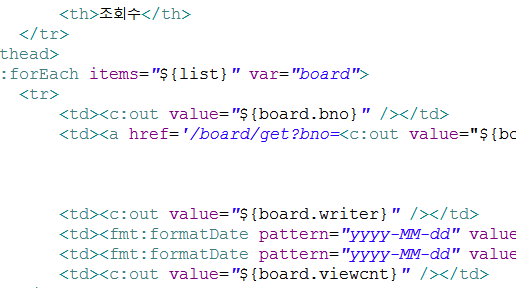 <th>조회수</th>
</tr>
thead>
:forEach items="${list}" var="board">
<tr>
<td><c:out value="${board.bno}" /></td>
<td><a href='/board/get?bno=<c:out value="${bo
<td><c:out value="${board.writer}" /></td>
<td><fmt:formatDate pattern="yyyy-MM-dd" value
<td><fmt:formatDate pattern="yyyy-MM-dd" value
<td><c:out value="${board.viewcnt}" /></td>